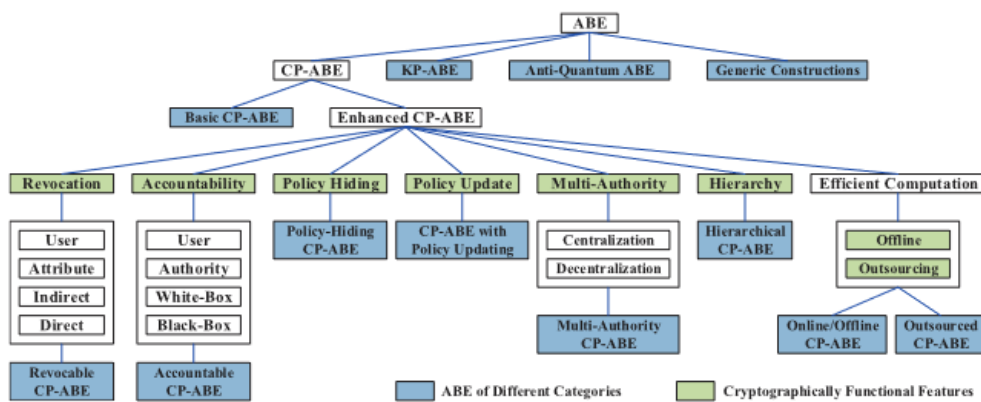 ABE
CP-ABE
KP-ABE
Anti-Quantum ABE
Generic Constructions
Basic CP-ABE
Enhanced CP-ABE
Revocation
Accountability
Policy Hiding
Policy Update
Multi-Authority
Hierarchy
Efficient Computation
User
Attribute
Indirect
Direct
User
Authority
White-Box
Black-Box
Policy-Hiding
CP-ABE
CP-ABE with
Policy Updating
Centralization
Decentralization
Hierarchical
CP-ABE
Offline
Outsourcing
Multi-Authority
CP-ABE
Online/Offline
CP-ABE
Outsourced
CP-ABE
Revocable
CP-ABE
Accountable
CP-ABE
ABE of Different Categories
Cryptographically Functional Features